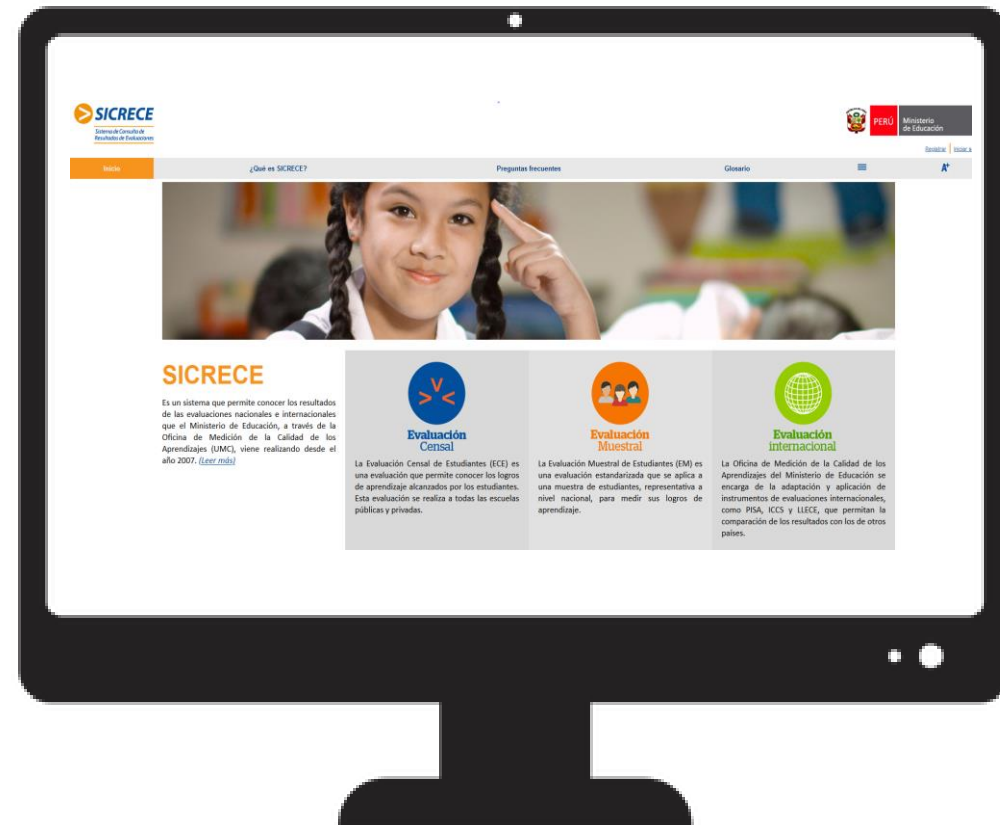 SICRECE
Sistema de Consulta de
Resultados de Evaluaciones
PERÚ
Ministerio
de Educación
Registrar
Inicio
¿Qué es SICRECE?
Preguntas frecuentes
Glosario
A+
SICRECE
Es un sistema que permite conocer los resultados
de las evaluaciones nacionales e internacionales
que el Ministerio de Educación, a través de la
Oficina de Medición de la Calidad de los
Aprendizajes (UMC), viene realizando desde el
año 2007. (Leer más)
Evaluación
Censal
La Evaluación Censal de Estudiantes (ECE) es
una evaluación que permite conocer los logros
de aprendizaje alcanzados por los estudiantes.
Esta evaluación se realiza a todas las escuelas
públicas y privadas.
Evaluación
Muestral
La Evaluación Muestral de Estudiantes (EM) es
una evaluación estandarizada que se aplica a
una muestra de estudiantes, representativa a
nivel nacional, para medir sus logros de
aprendizaje.
Evaluación
internacional
La Oficina de Medición de la Calidad de los
Aprendizajes del Ministerio de Educación se
encarga de la adaptación y aplicación de
instrumentos de evaluaciones internacionales,
como PISA, ICCS y LLECE, que permitan la
comparación de los resultados con los de otros
países.